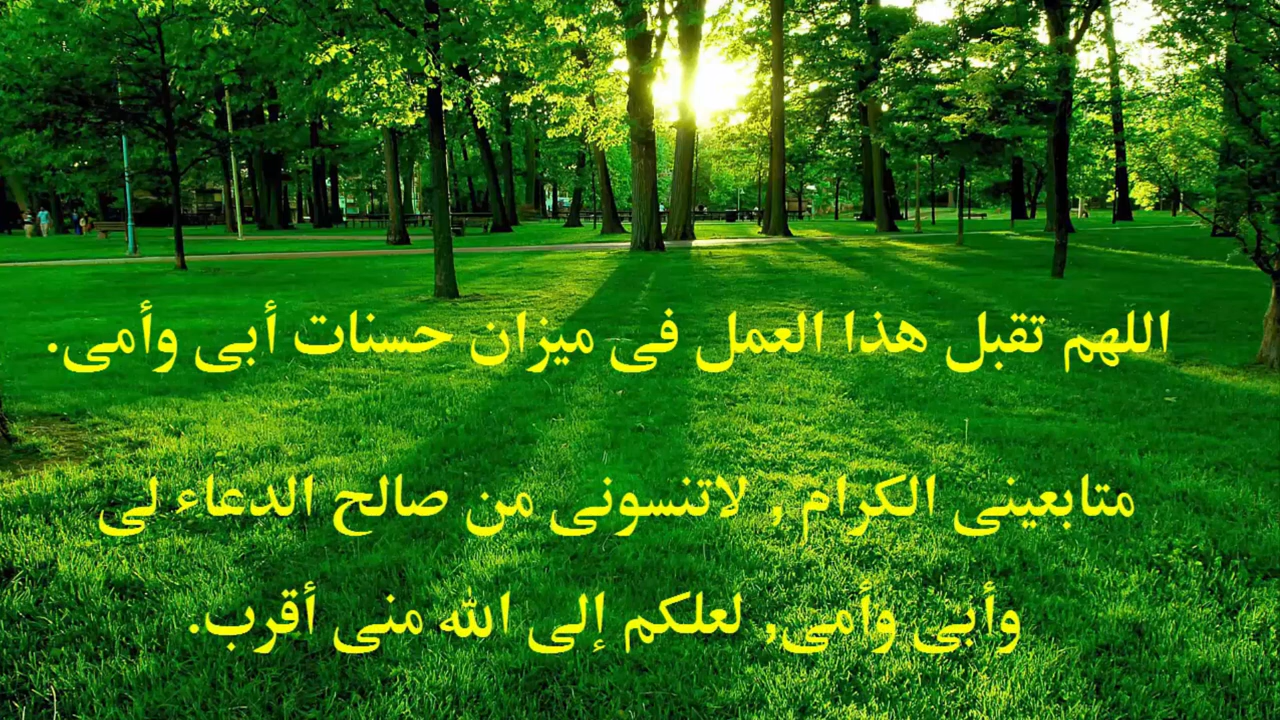 اللهم تقبل هذا العمل فى ميزان حسنات أبى وأمى.
متابعينى الكرام , لاتنسونى من صالح الدعاء لى
وأبى وأمى, لعلكم إلى الله منى أقرب.